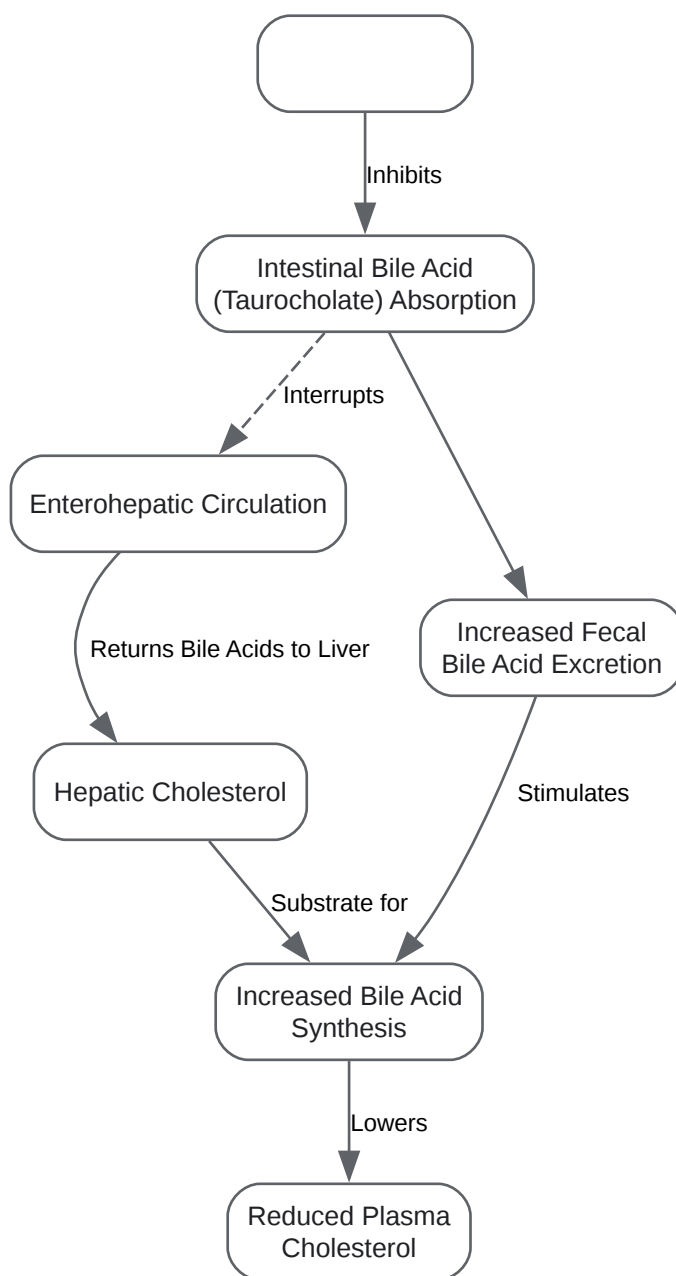 Inhibits
Intestinal Bile Acid
(Taurocholate) Absorption
Interrupts
Enterohepatic Circulation
Increased Fecal
Bile Acid Excretion
Returns Bile Acids to Liver
Hepatic Cholesterol
Stimulates
Substrate for
Increased Bile Acid
Synthesis
Lowers
Reduced Plasma
Cholesterol